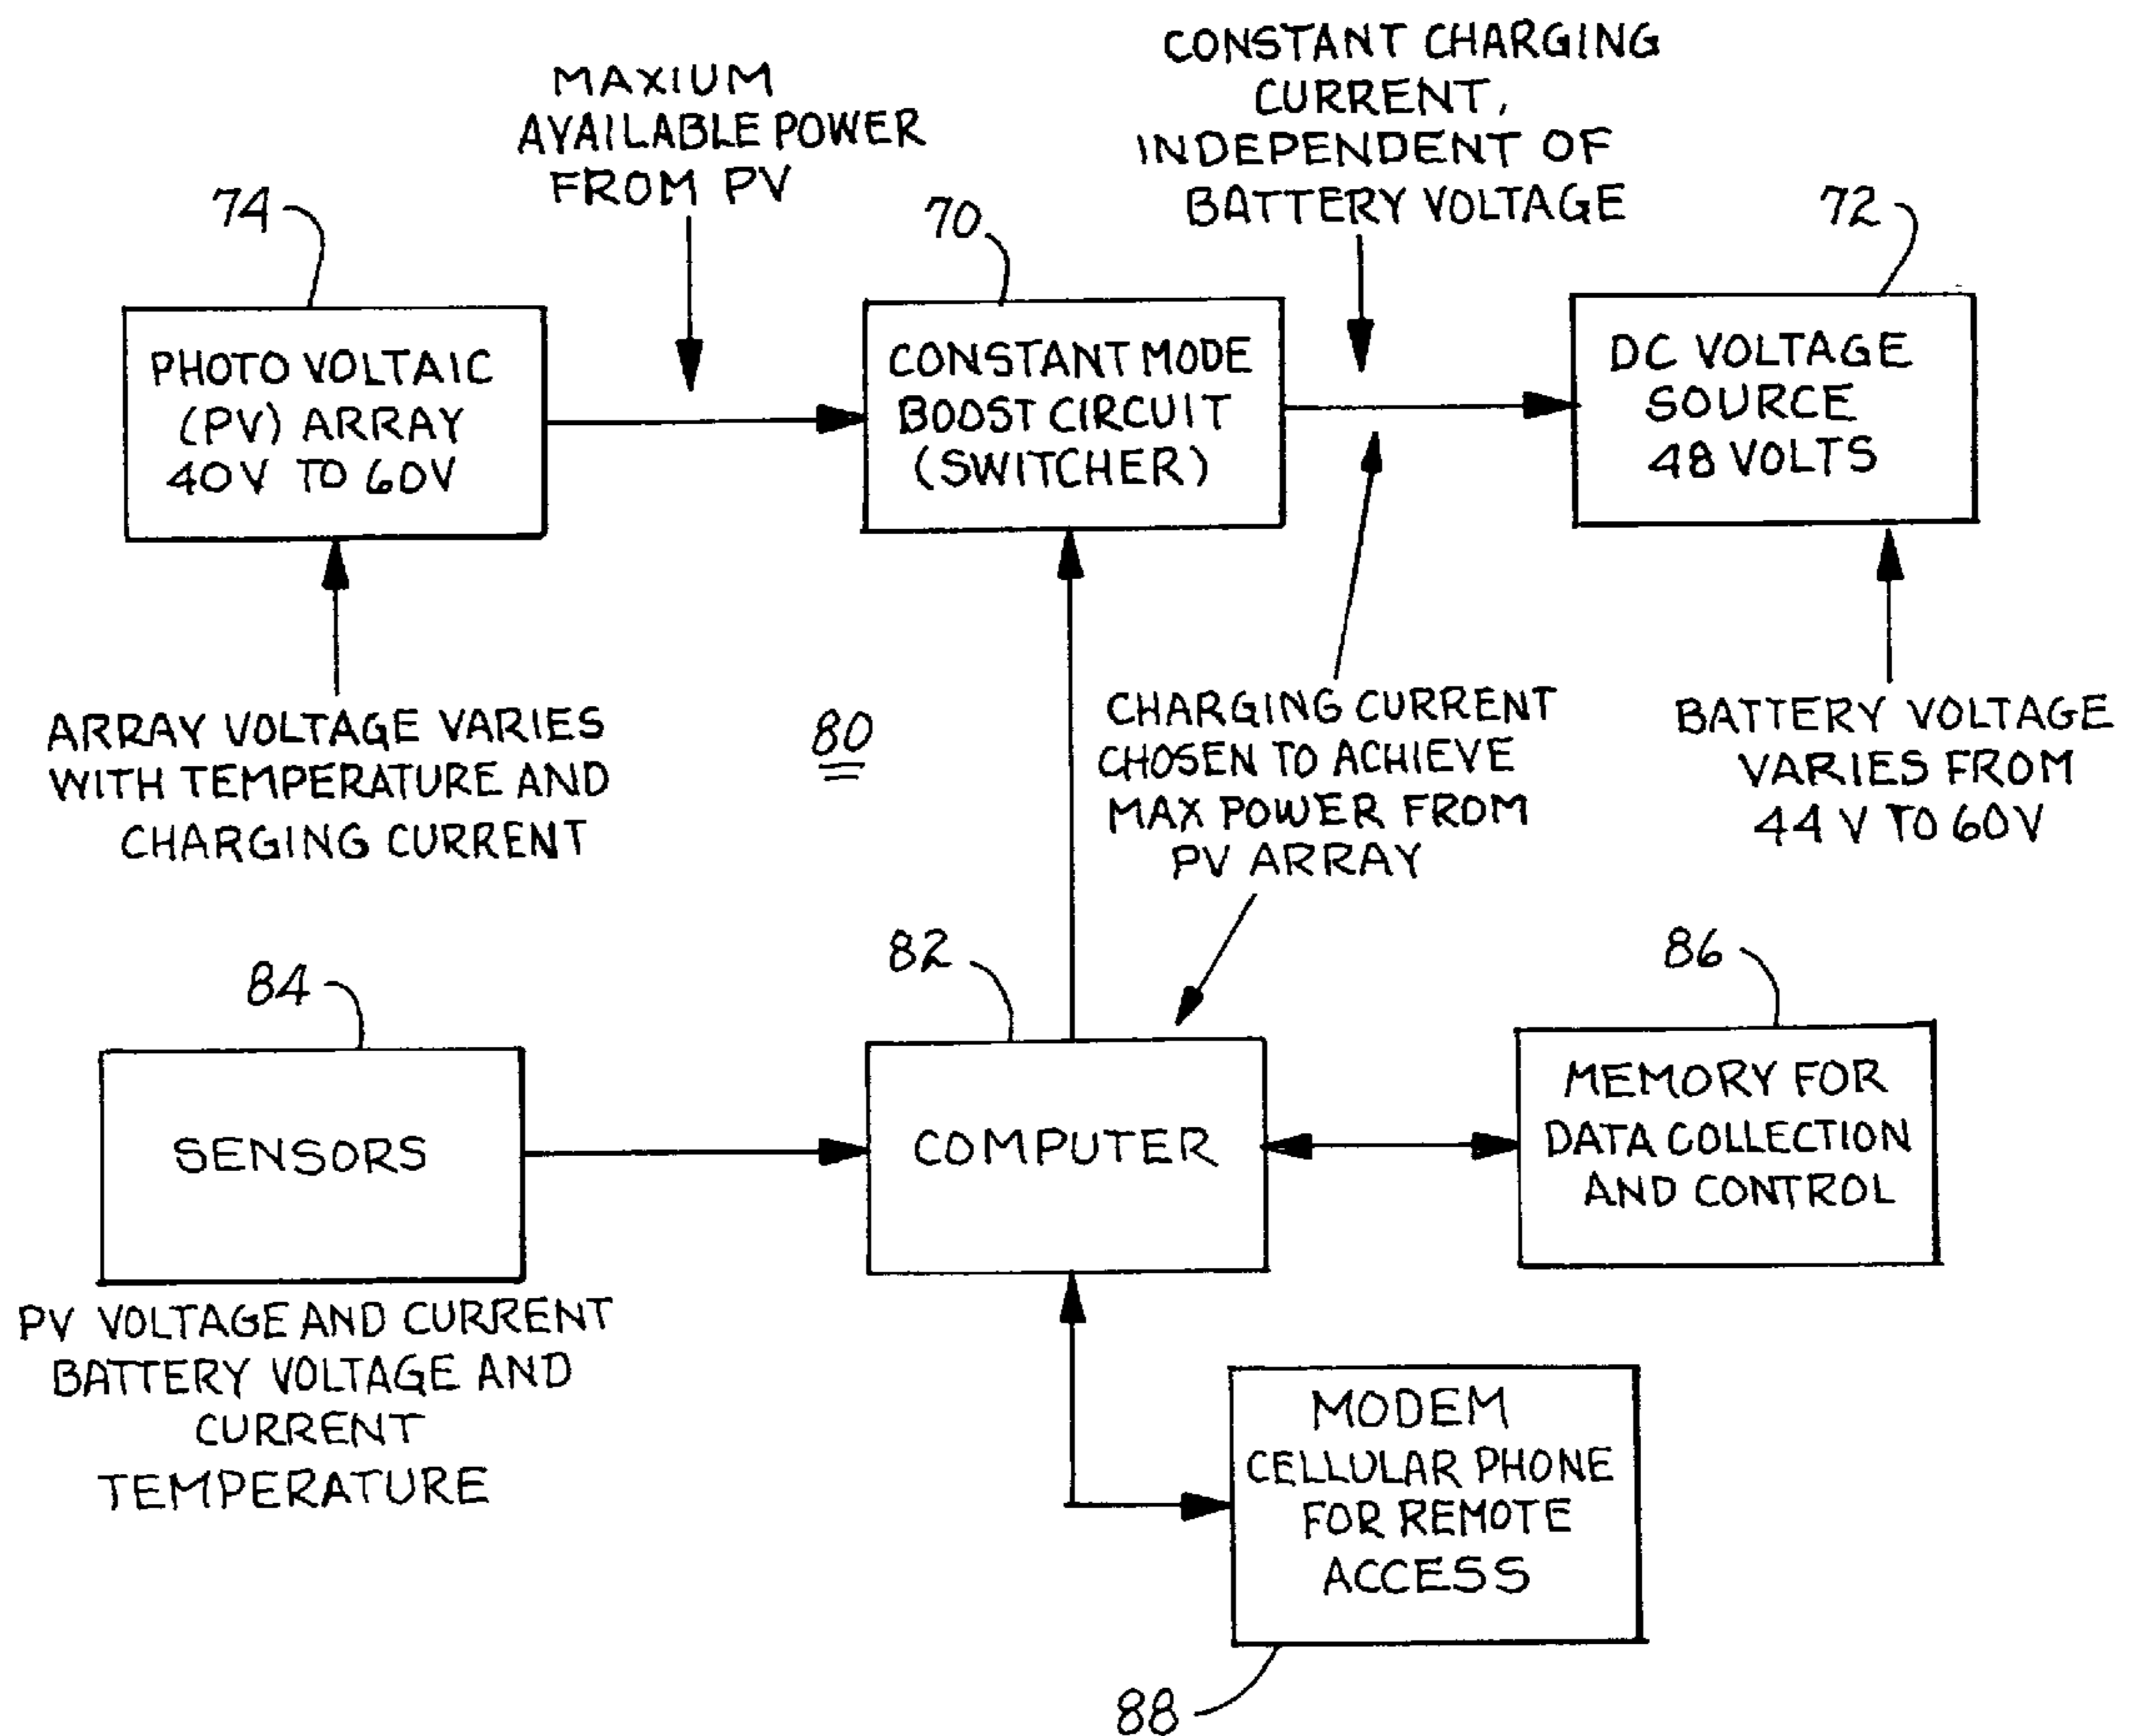 MAXIUM
AVAILABLE POWER
FROM PV
CONSTANT CHARGING
CURRENT,
INDEPENDENT OF
BATTERY VOLTAGE
74
70
72
PHOTO VOLTAIC
(PV) ARRAY
40V TO 60V
CONSTANT MODE
BOOST CIRCUIT
(SWITCHER)
DC VOLTAGE
SOURCE
48 VOLTS
ARRAY VOLTAGE VARIES
WITH TEMPERATURE AND
CHARGING CURRENT
80
CHARGING CURRENT
CHOSEN TO ACHIEVE
MAX POWER FROM
PV ARRAY
BATTERY VOLTAGE
VARIES FROM
44 V TO 60V
84
82
86
SENSORS
COMPUTER
MEMORY FOR
DATA COLLECTION
AND CONTROL
PV VOLTAGE AND CURRENT
BATTERY VOLTAGE AND
CURRENT
TEMPERATURE
MODEM
CELLULAR PHONE
FOR REMOTE
ACCESS
88